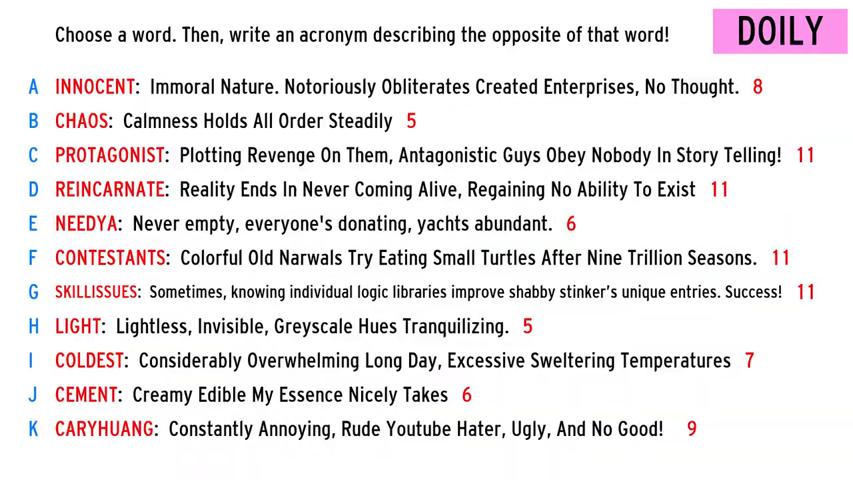 Choose a word. Then, write an acronym describing the opposite of that word!
DOILY
A INNOCENT: Immoral Nature. Notoriously Obliterates Created Enterprises, No Thought. 8
B CHAOS: Calmness Holds All Order Steadily 5
C PROTAGONIST: Plotting Revenge On Them, Antagonistic Guys Obey Nobody In Story Telling! 11
D REINCARNATE: Reality Ends In Never Coming Alive, Regaining No Ability To Exist 11
E NEEDYA: Never empty, everyone's donating, yachts abundant. 6
F CONTESTANTS: Colorful Old Narwals Try Eating Small Turtles After Nine Trillion Seasons. 11
G SKILLISSUES: Sometimes, knowing individual logic libraries improve shabby stinker's unique entries. Success! 11
H LIGHT: Lightless, Invisible, Greyscale Hues Tranquilizing. 5
I COLDEST: Considerably Overwhelming Long Day, Excessive Sweltering Temperatures 7
J CEMENT: Creamy Edible My Essence Nicely Takes 6
K CARYHUANG: Constantly Annoying, Rude Youtube Hater, Ugly, And No Good! 9